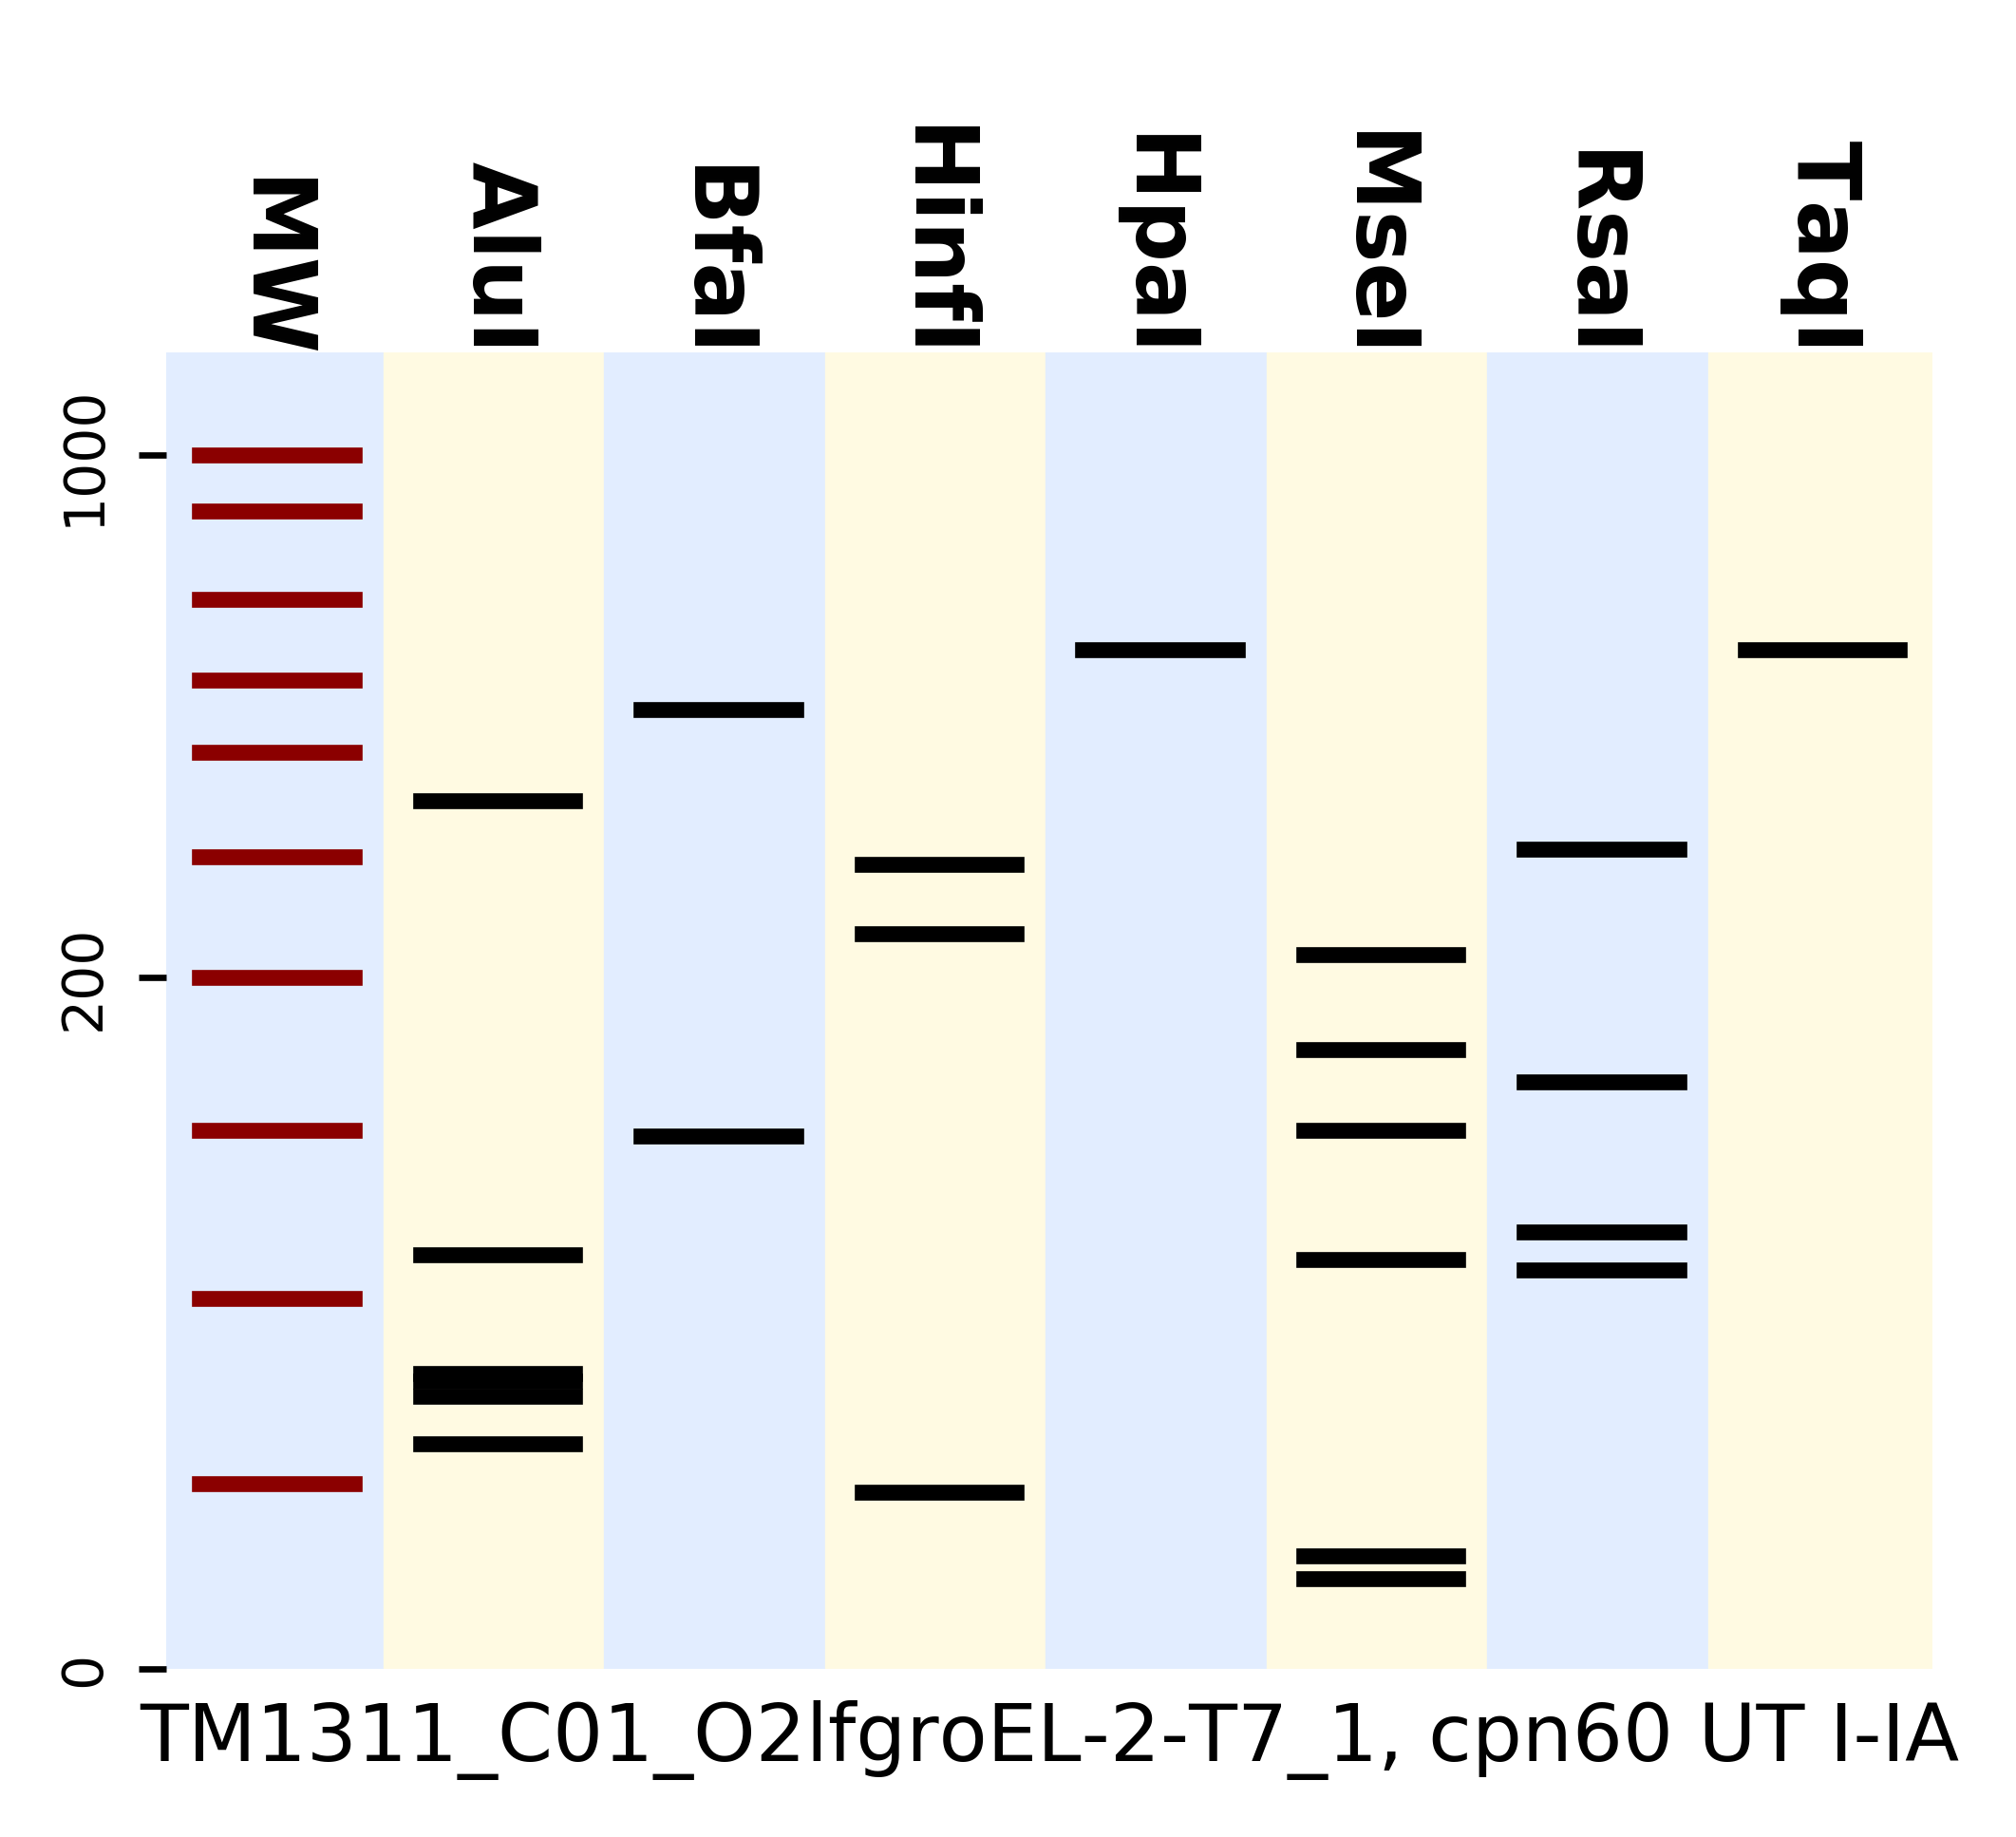 MW
AluI
BfaI
HinfI
HpaI
MseI
RsaI
TaqI
1000
200
0
TM1311_C01_O2lfgroEL-2-T7_1, cpn60 UT I-IA